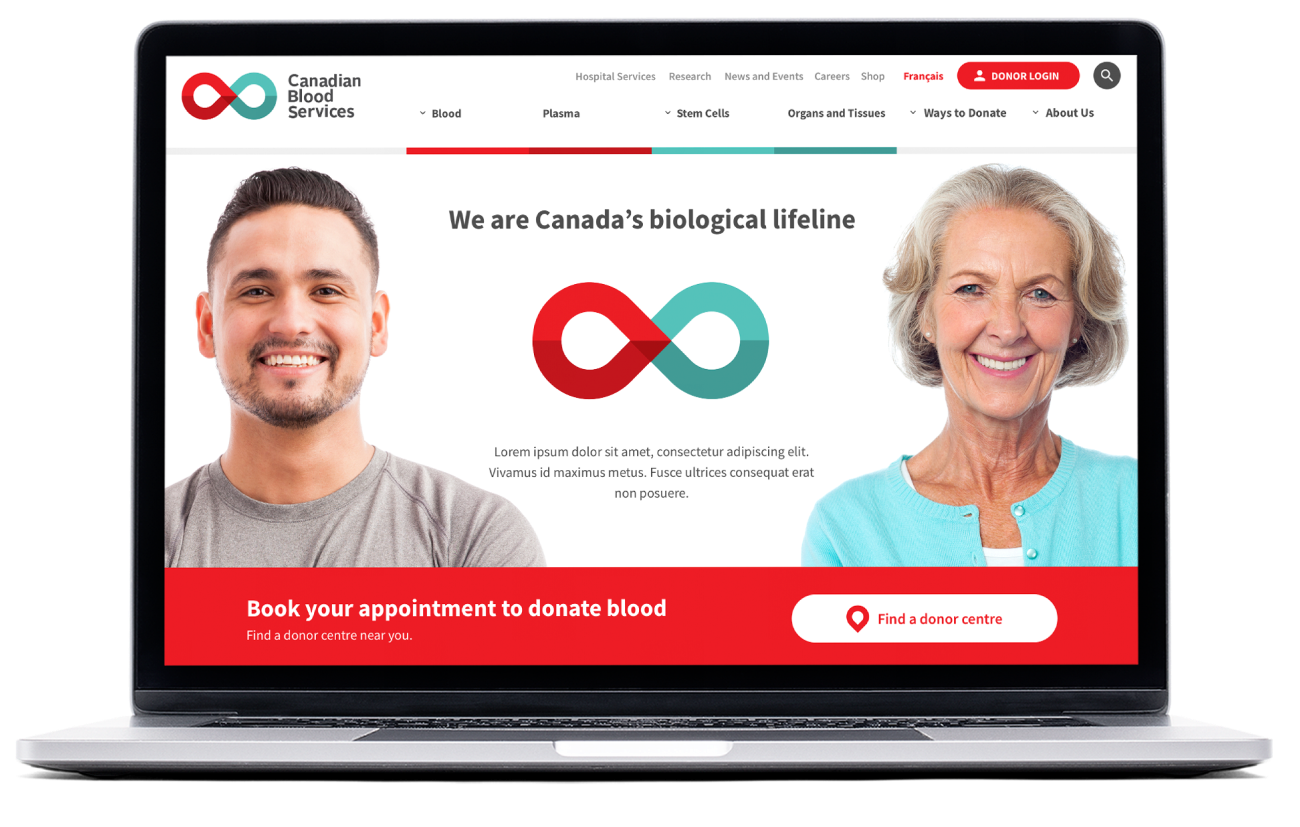 Canadian
Blood
Services
Hospital Services Research News and Events Careers Shop Français DONOR LOGIN
Blood Plasma Stem Cells Organs and Tissues Ways to Donate About Us
We are Canada’s biological lifeline
Lorem ipsum dolor sit amet, consectetur adipiscing elit.
Vivamus id maximus metus. Fusce ultrices consequat erat
non posuere.
Book your appointment to donate blood
Find a donor centre near you.
Find a donor centre